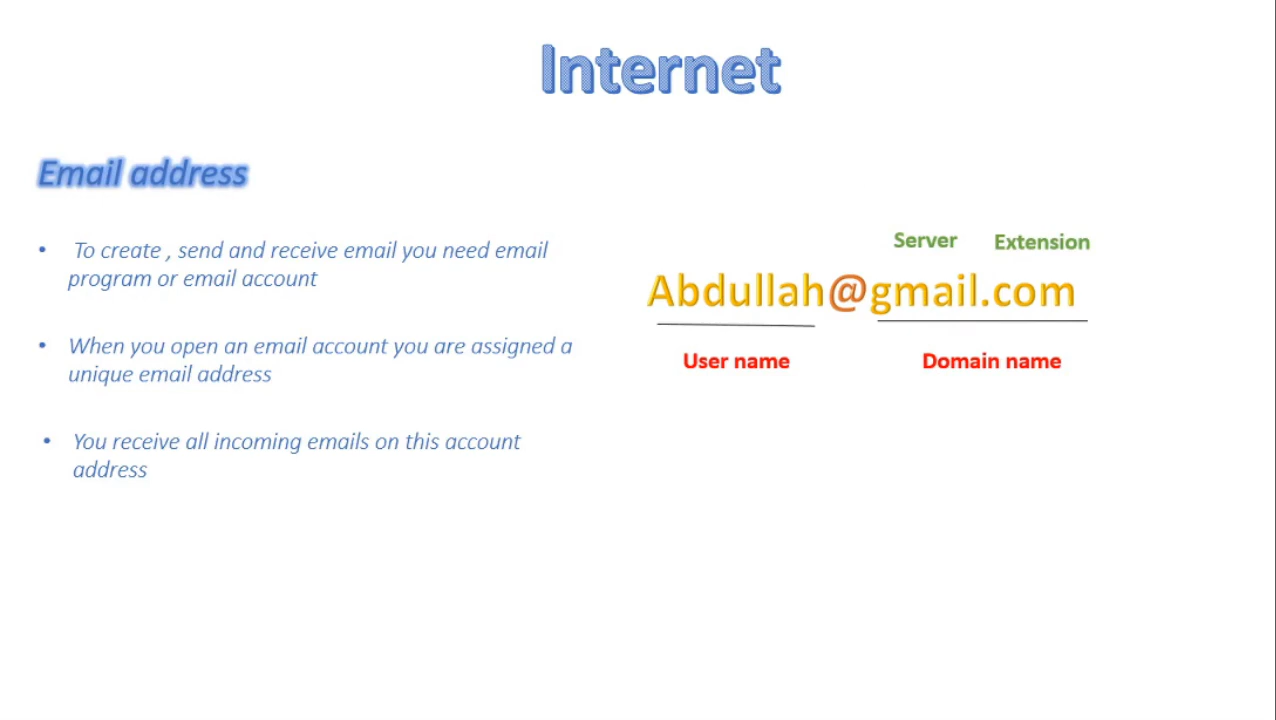 Internet
Email address
• To create , send and receive email you need email
program or email account
• When you open an email account you are assigned a
unique email address
• You receive all incoming emails on this account
address
Server Extension
Abdullah@gmail.com
User name Domain name